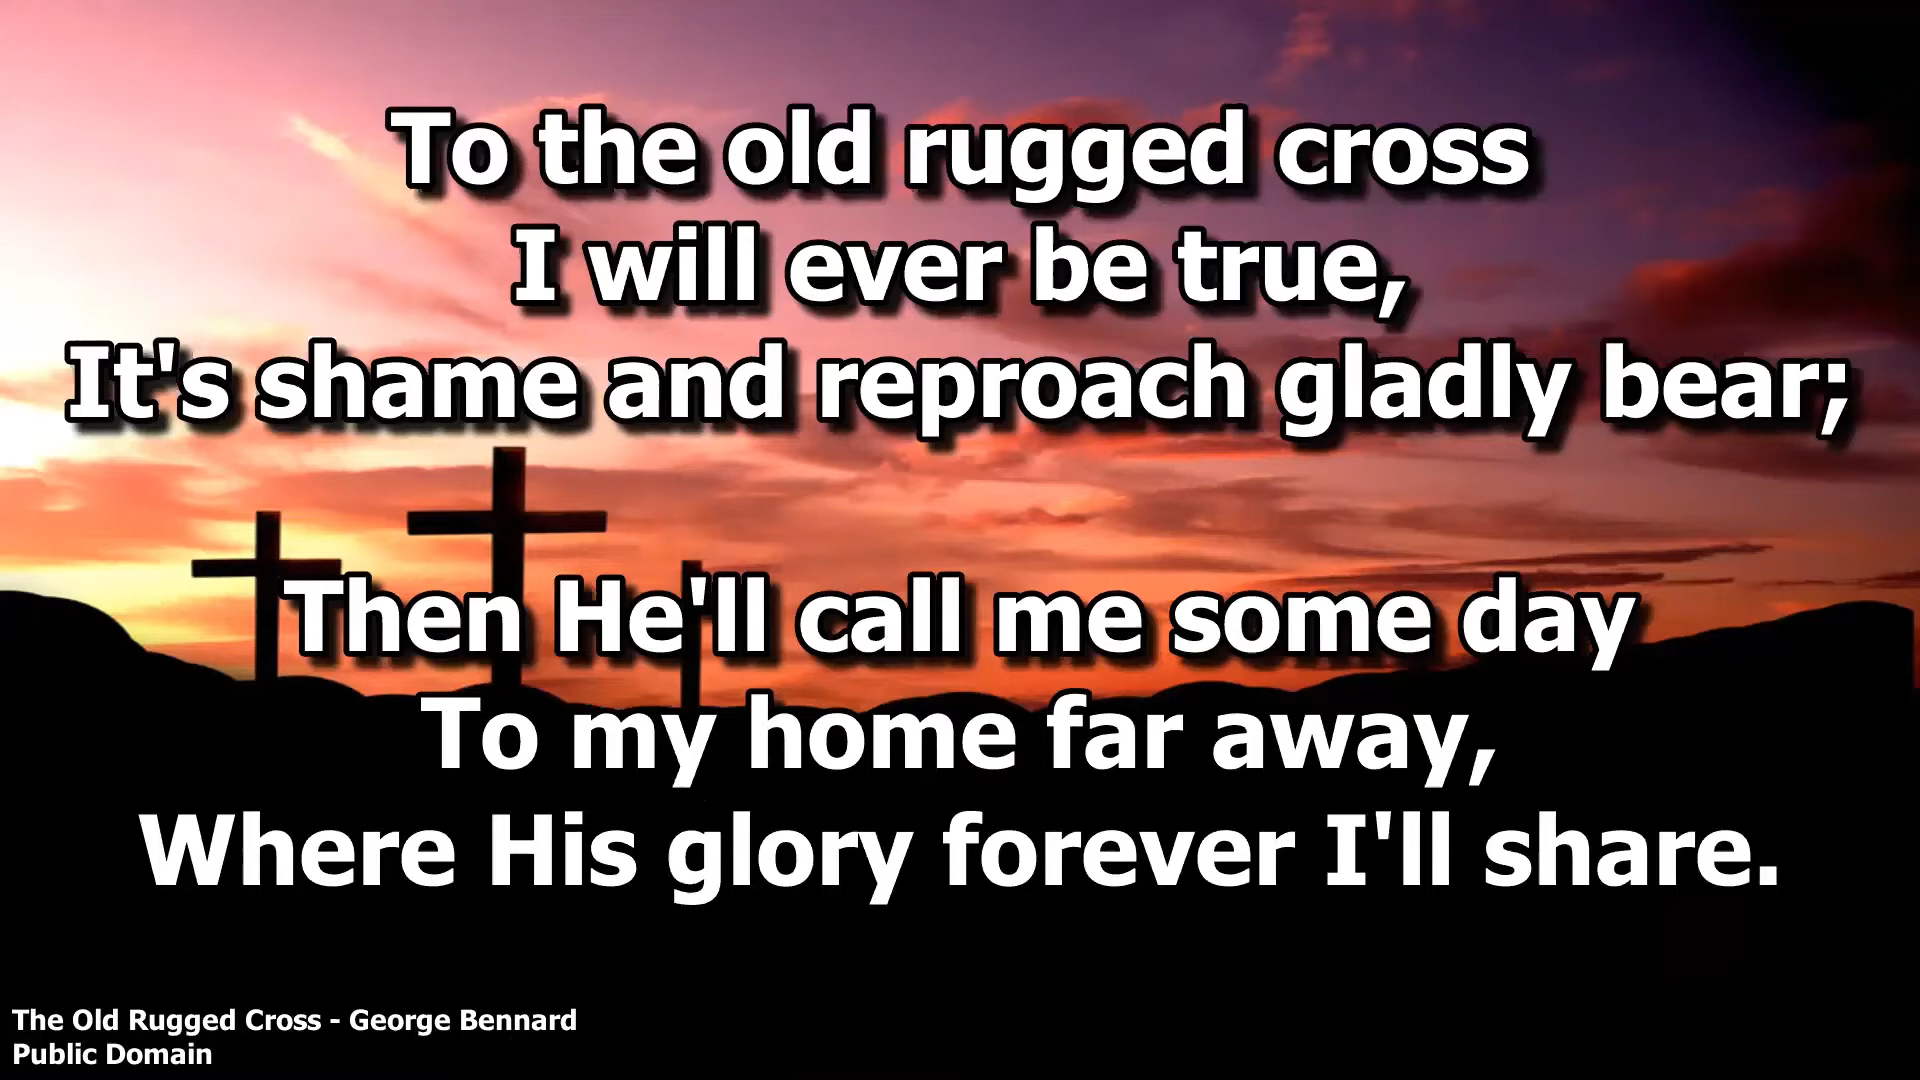 To the old rugged cross
I will ever be true,
It's shame and reproach gladly bear;
Then He'll call me some day
To my home far away,
Where His glory forever I'll share.
The Old Rugged Cross - George Bennard
Public Domain